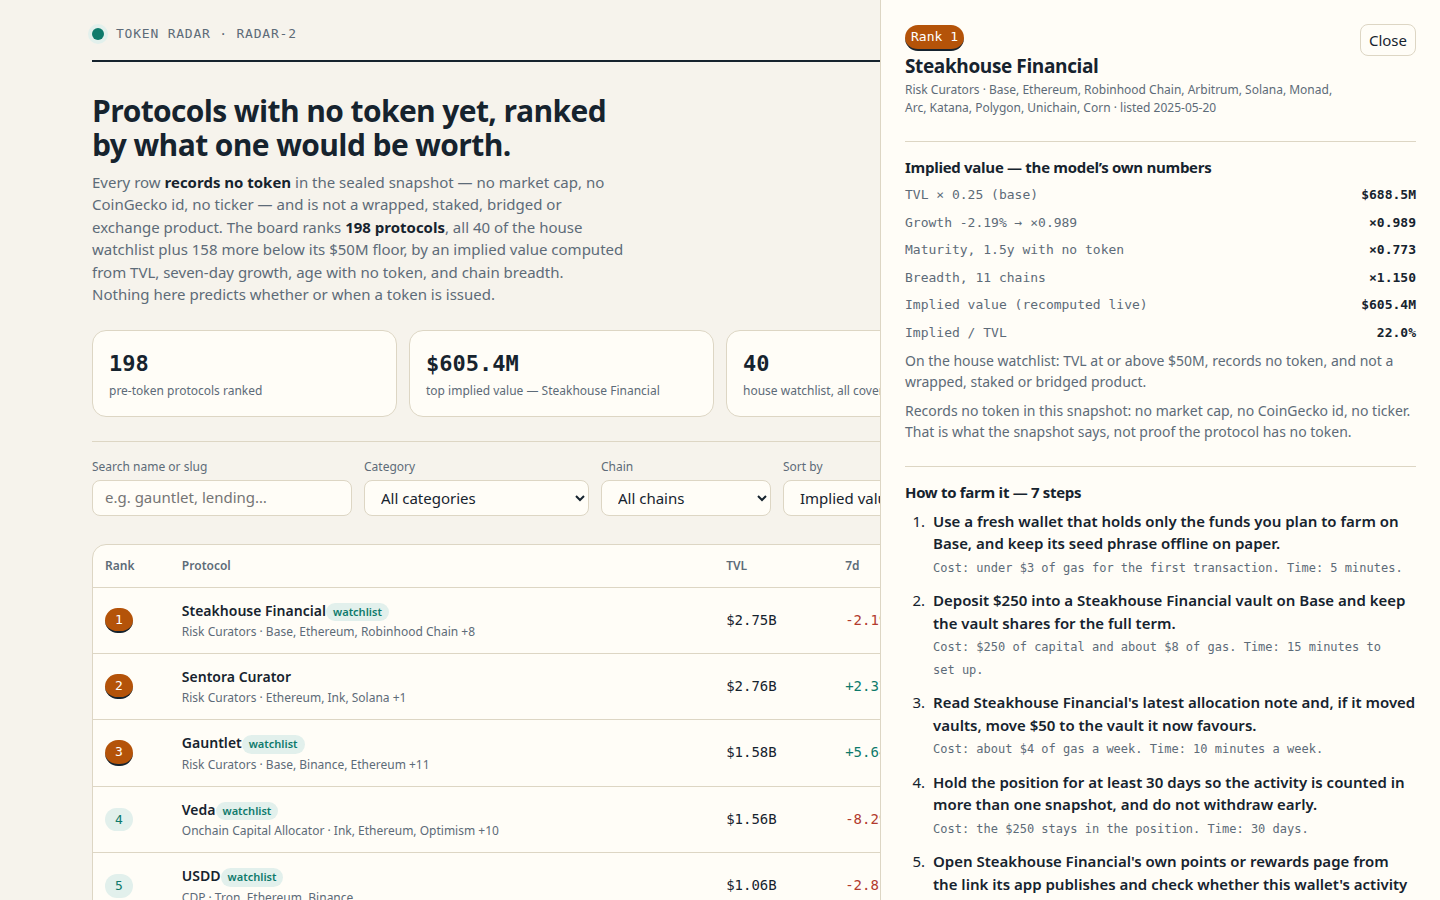 TOKEN RADAR · RADAR-2
Protocols with no token yet, ranked
by what one would be worth.
Every row records no token in the sealed snapshot — no market cap, no
CoinGecko id, no ticker — and is not a wrapped, staked, bridged or
exchange product. The board ranks 198 protocols, all 40 of the house
watchlist plus 158 more below its $50M floor, by an implied value computed
from TVL, seven-day growth, age with no token, and chain breadth.
Nothing here predicts whether or when a token is issued.
198
pre-token protocols ranked
$605.4M
top implied value — Steakhouse Financial
40
house watchlist, all
Search name or slug
Category
Chain
Sort by
e.g. gauntlet, lending...
All categories
All chains
Implied
Rank Protocol TVL 7d
1 Steakhouse Financial watchlist $2.75B
Risk Curators · Base, Ethereum, Robinhood Chain +8
2 Sentora Curator $2.76B
Risk Curators · Ethereum, Ink, Solana +1
3 Gauntlet watchlist $1.58B
Risk Curators · Base, Binance, Ethereum +11
4 Veda watchlist $1.56B
Onchain Capital Allocator · Ink, Ethereum, Optimism +10
5 USDD watchlist $1.06B
CDP · Tron, Ethereum, Binance
Rank 1
Close
Steakhouse Financial
Risk Curators · Base, Ethereum, Robinhood Chain, Arbitrum, Solana, Monad,
Arc, Katana, Polygon, Unichain, Corn · listed 2025-05-20
Implied value — the model's own numbers
TVL × 0.25 (base) $688.5M
Growth -2.19% → ×0.989 ×0.989
Maturity, 1.5y with no token ×0.773
Breadth, 11 chains ×1.150
Implied value (recomputed live) $605.4M
Implied / TVL 22.0%
On the house watchlist: TVL at or above $50M, records no token, and not a
wrapped, staked or bridged product.
Records no token in this snapshot: no market cap, no CoinGecko id, no ticker.
That is what the snapshot says, not proof the protocol has no token.
How to farm it — 7 steps
1. Use a fresh wallet that holds only the funds you plan to farm on
Base, and keep its seed phrase offline on paper.
Cost: under $3 of gas for the first transaction. Time: 5 minutes.
2. Deposit $250 into a Steakhouse Financial vault on Base and keep
the vault shares for the full term.
Cost: $250 of capital and about $8 of gas. Time: 15 minutes to
set up.
3. Read Steakhouse Financial's latest allocation note and, if it moved
vaults, move $50 to the vault it now favours.
Cost: about $4 of gas a week. Time: 10 minutes a week.
4. Hold the position for at least 30 days so the activity is counted in
more than one snapshot, and do not withdraw early.
Cost: the $250 stays in the position. Time: 30 days.
5. Open Steakhouse Financial's own points or rewards page from
the link its app publishes and check whether this wallet's activity